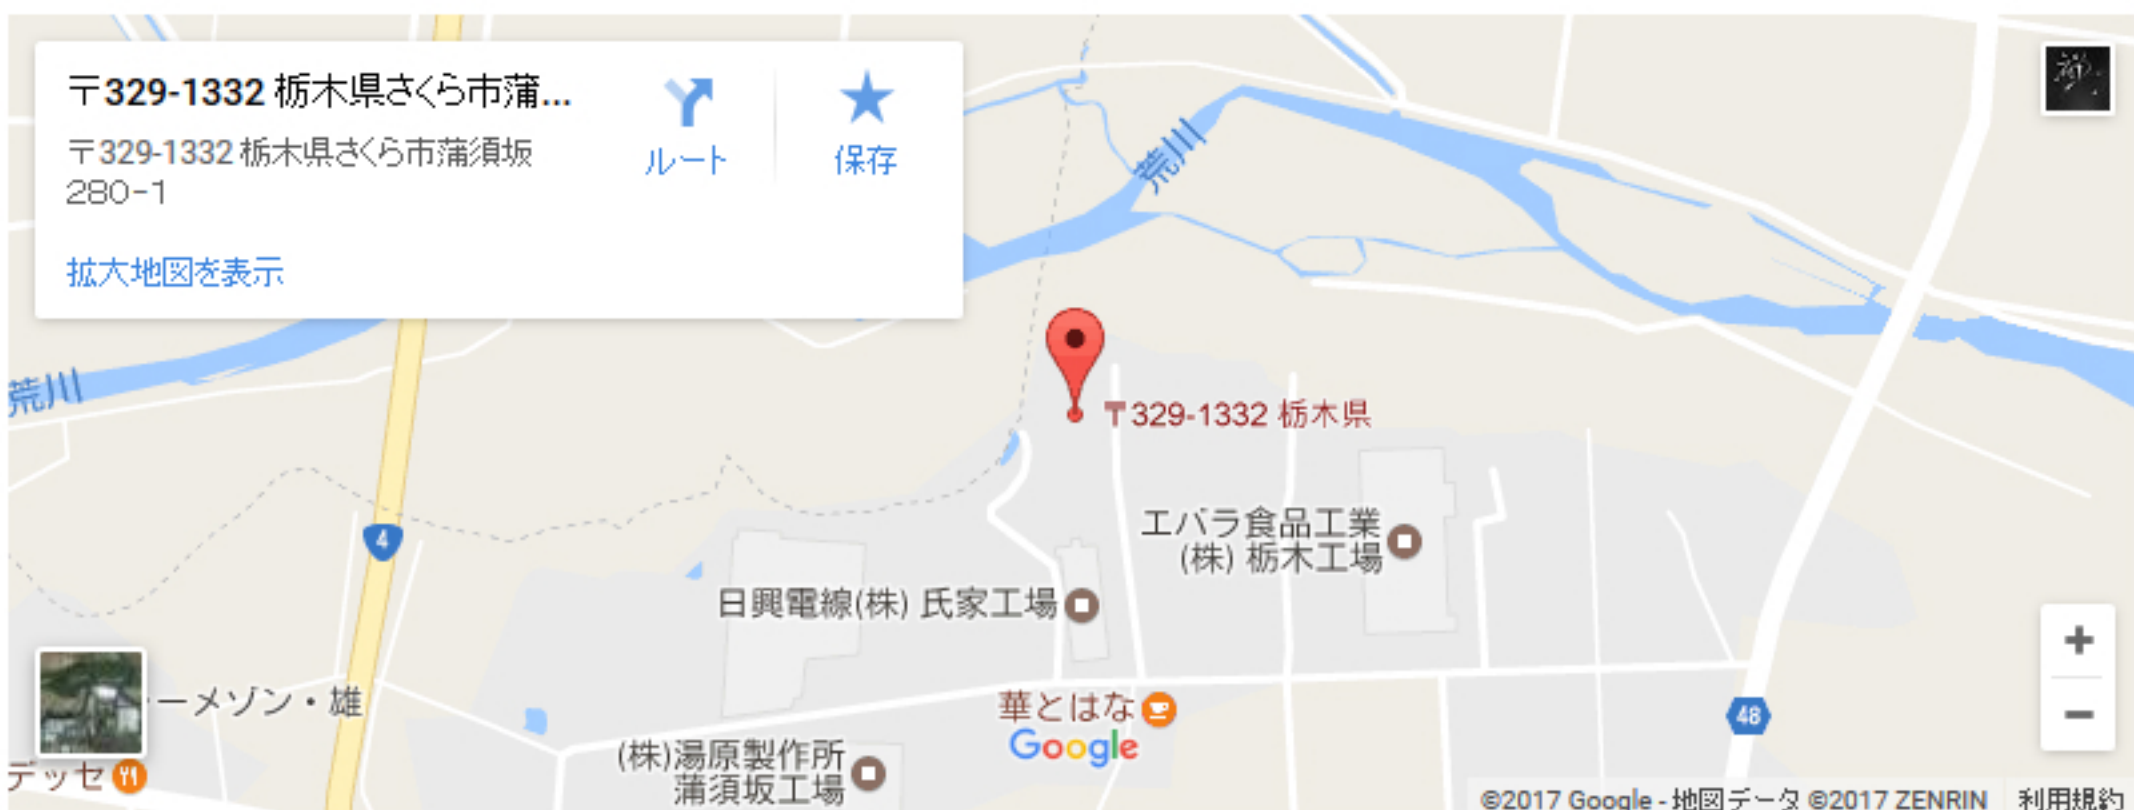 〒329-1332 栃木県さくら市蒲...
〒329-1332 栃木県さくら市蒲須坂
280-1
ルート
保存
拡大地図を表示
荒川
荒川
〒329-1332 栃木県
4
エバラ食品工業
(株) 栃木工場
日興電線(株) 氏家工場
ーメゾン・雄
華とはな
Google
48
(株)湯原製作所
蒲須坂工場
デッセ
+
−
©2017 Google - 地図データ ©2017 ZENRIN 利用規約